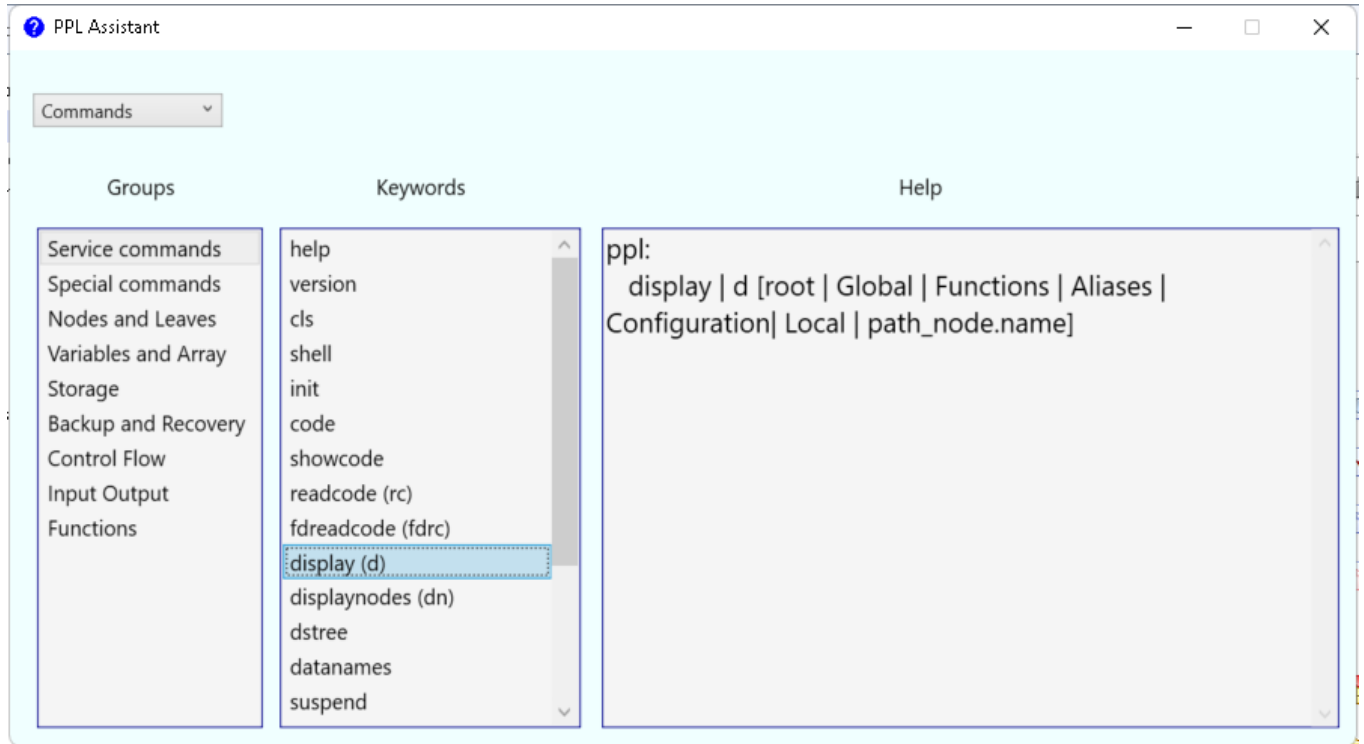 PPL Assistant
Commands
Groups
Keywords
Help
Service commands
Special commands
Nodes and Leaves
Variables and Array
Storage
Backup and Recovery
Control Flow
Input Output
Functions
help
version
cls
shell
init
code
showcode
readcode (rc)
fdreadcode (fdrc)
display (d)
displaynodes (dn)
dstree
datanames
suspend
ppl:
display | d [root | Global | Functions | Aliases |
Configuration| Local | path_node.name]